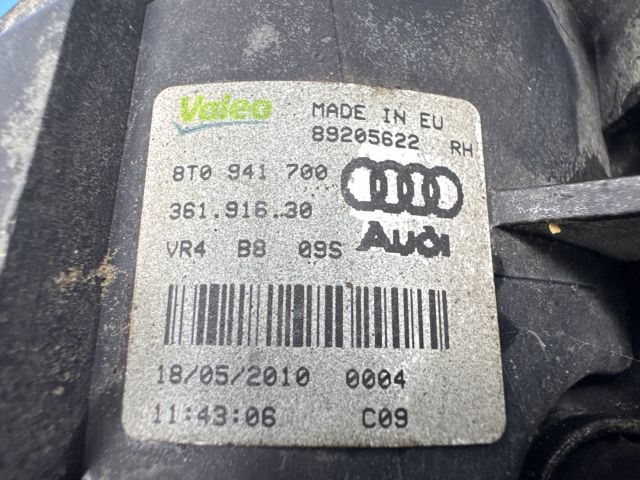 Valeo MADE IN EU
89205622 RH
8T0 941 700
361.916.30
Audi
VR4 B8 09S
18/05/2010 0004
11:43:06 C09